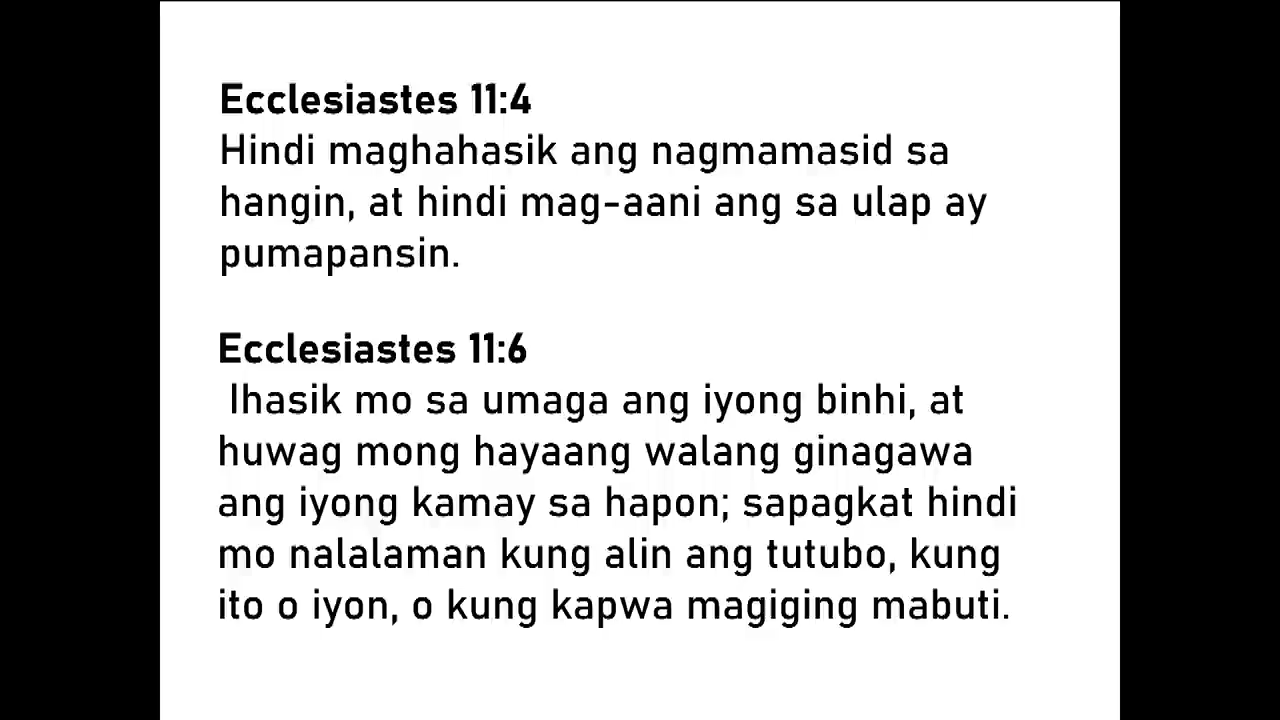 Ecclesiastes 11:4
Hindi maghahasik ang nagmamasid sa
hangin, at hindi mag-aani ang sa ulap ay
pumapansin.
Ecclesiastes 11:6
Ihasik mo sa umaga ang iyong binhi, at
huwag mong hayaang walang ginagawa
ang iyong kamay sa hapon; sapagkat hindi
mo nalalaman kung alin ang tutubo, kung
ito o iyon, o kung kapwa magiging mabuti.